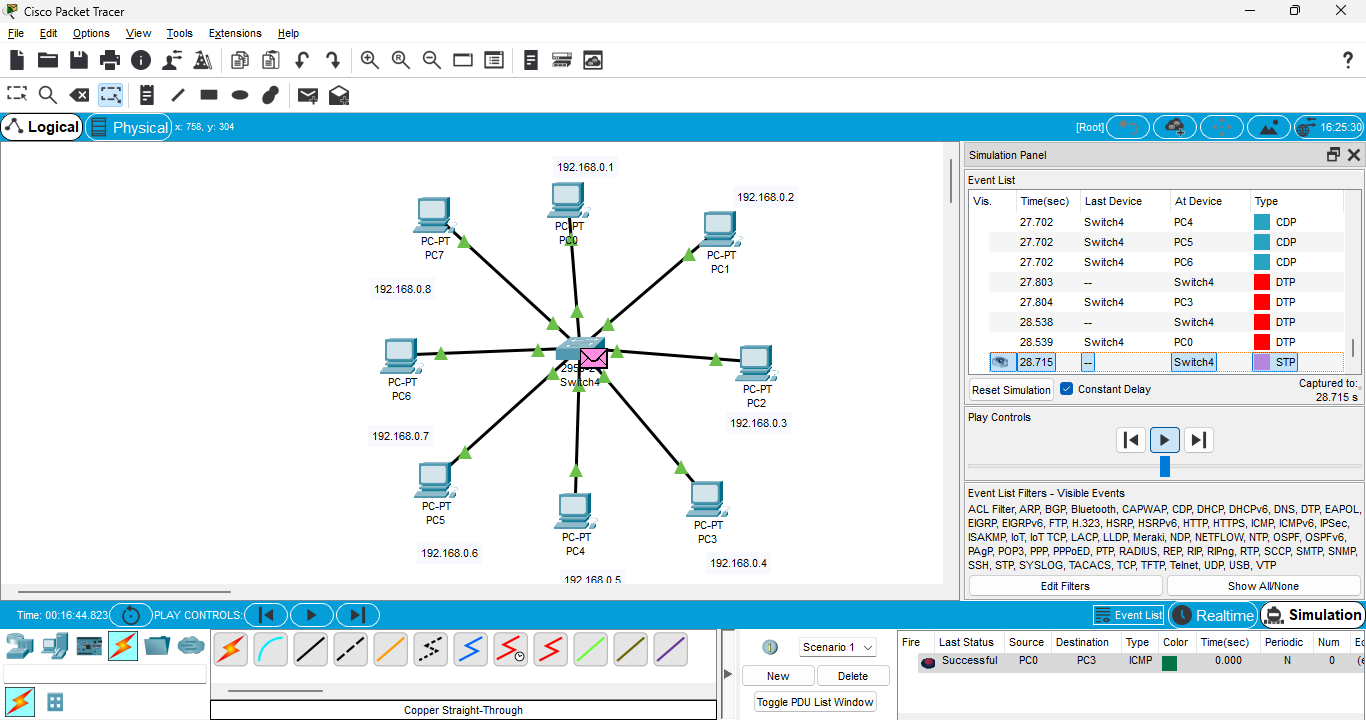 Cisco Packet Tracer
File Edit Options View Tools Extensions Help
Logical Physical x: 758, y: 304 [Root] 16:25:30
192.168.0.1
192.168.0.2
PC-PT
PC7
PC-PT
PC0
PC-PT
PC1
192.168.0.8
Switch4
PC-PT
PC6
PC-PT
PC2
192.168.0.3
192.168.0.7
PC-PT
PC5
PC-PT
PC4
PC-PT
PC3
192.168.0.6
192.168.0.4
192.168.0.5
Simulation Panel
Event List
Vis. Time(sec) Last Device At Device Type
27.702 Switch4 PC4 CDP
27.702 Switch4 PC5 CDP
27.702 Switch4 PC6 CDP
27.803 -- Switch4 DTP
27.804 Switch4 PC3 DTP
28.538 -- Switch4 DTP
28.539 Switch4 PC0 DTP
28.715 -- Switch4 STP
Reset Simulation Constant Delay Captured to:
28.715 s
Play Controls
Event List Filters - Visible Events
ACL Filter, ARP, BGP, Bluetooth, CAPWAP, CDP, DHCP, DHCPv6, DNS, DTP, EAPOL,
EIGRP, EIGRPv6, FTP, H.323, HSRP, HSRPv6, HTTP, HTTPS, ICMP, ICMPv6, IPSec,
ISAKMP, IoT, IoT TCP, LACP, LLDP, Meraki, NDP, NETFLOW, NTP, OSPF, OSPFv6,
PAgP, POP3, PPP, PPPoED, PTP, RADIUS, REP, RIP, RIPng, RTP, SCCP, SMTP, SNMP,
SSH, STP, SYSLOG, TACACS, TCP, TFTP, Telnet, UDP, USB, VTP
Edit Filters Show All/None
Time: 00:16:44.823 PLAY CONTROLS: Event List Realtime Simulation
Scenario 1
New Delete
Toggle PDU List Window
Fire Last Status Source Destination Type Color Time(sec) Periodic Num
Successful PC0 PC3 ICMP 0.000 N 0
Copper Straight-Through